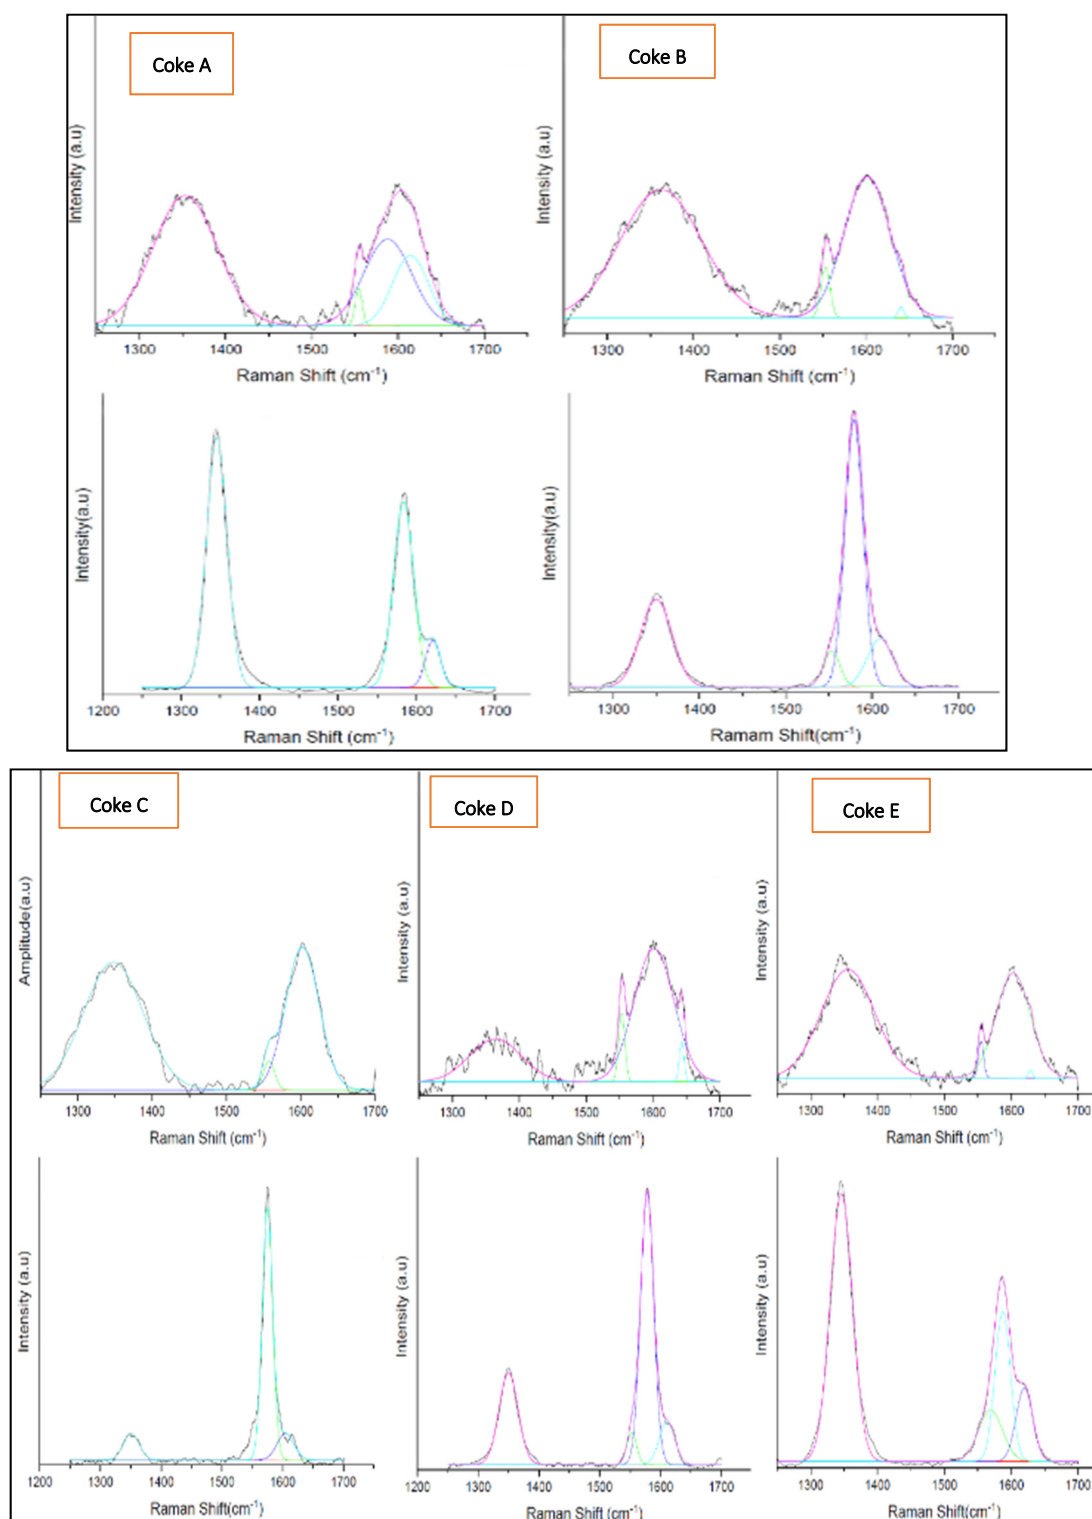 Coke A
Coke B
Intensity (a.u)
Intensity (a.u)
1300 1400 1500 1600 1700
1300 1400 1500 1600 1700
Raman Shift (cm-1)
Raman Shift (cm-1)
Intensity(a.u)
Intensity(a.u)
1200 1300 1400 1500 1600 1700
1300 1400 1500 1600 1700
Raman Shift (cm-1)
Ramam Shift(cm-1)
Coke C
Coke D
Coke E
Amplitude(a.u)
Intensity (a.u)
Intensity (a.u)
1300 1400 1500 1600 1700
1300 1400 1500 1600 1700
1300 1400 1500 1600 1700
Raman Shift (cm-1)
Raman Shift (cm-1)
Raman Shift (cm-1)
Intensity (a.u)
Intensity (a.u)
Intensity (a.u)
1200 1300 1400 1500 1600 1700
1200 1300 1400 1500 1600 1700
1300 1400 1500 1600 1700
Raman Shift(cm-1)
Raman Shift (cm-1)
Raman Shift(cm-1)